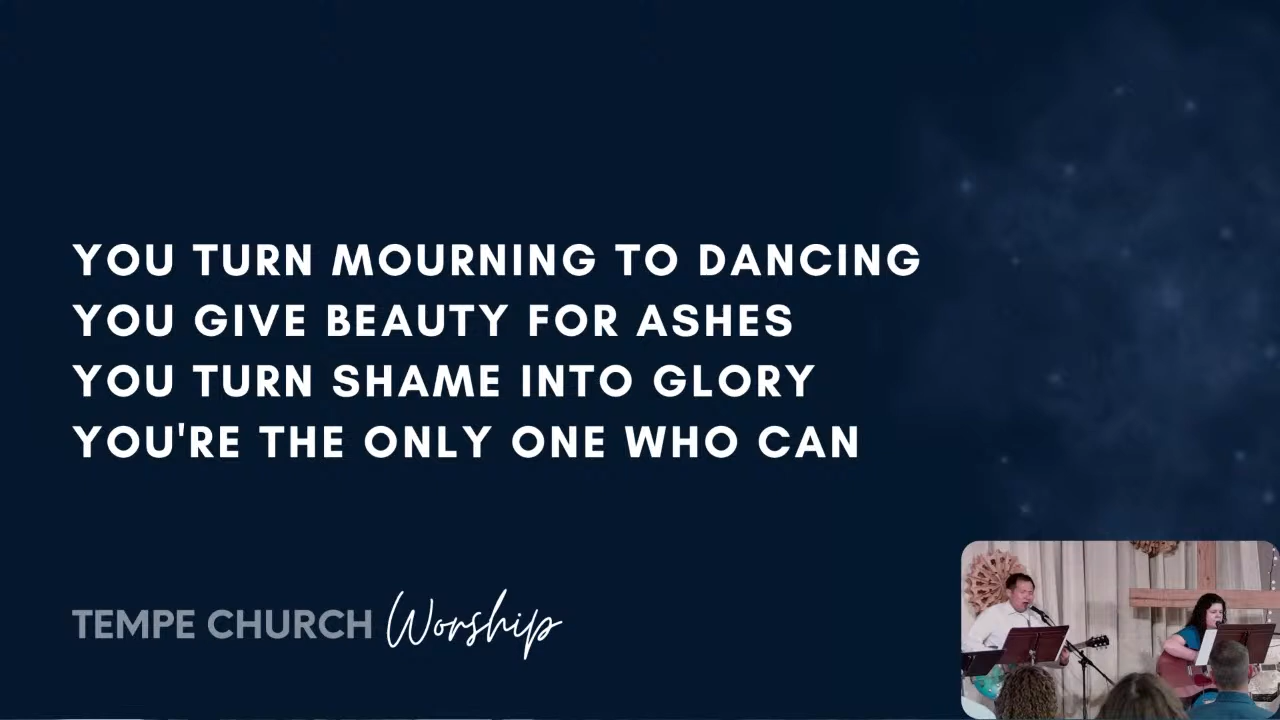 YOU TURN MOURNING TO DANCING
YOU GIVE BEAUTY FOR ASHES
YOU TURN SHAME INTO GLORY
YOU'RE THE ONLY ONE WHO CAN
TEMPE CHURCH Worship